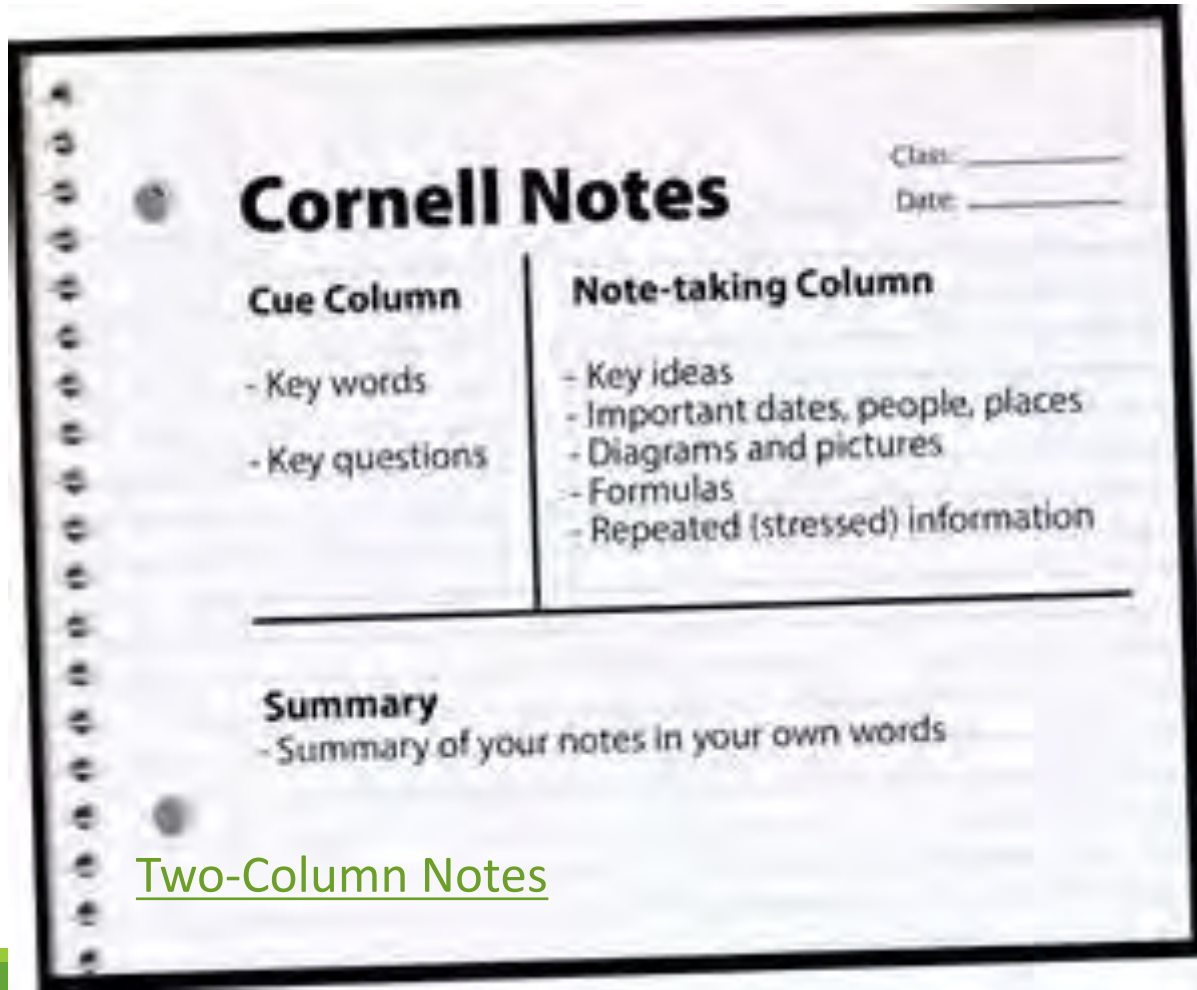 Class:
Date:
Cornell Notes
Cue Column
- Key words
- Key questions
Note-taking Column
- Key ideas
- Important dates, people, places
- Diagrams and pictures
- Formulas
- Repeated (stressed) information
Summary
- Summary of your notes in your own words
Two-Column Notes